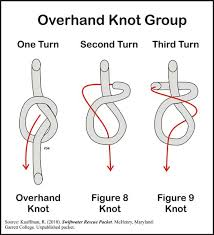 Overhand Knot Group
One Turn Second Turn Third Turn
Overhand Knot Figure 8 Knot Figure 9 Knot
Source: Kauffman, R. (2016). Swiftwater Rescue Packet. McHenry, Maryland
Garrett College. Unpublished packet.